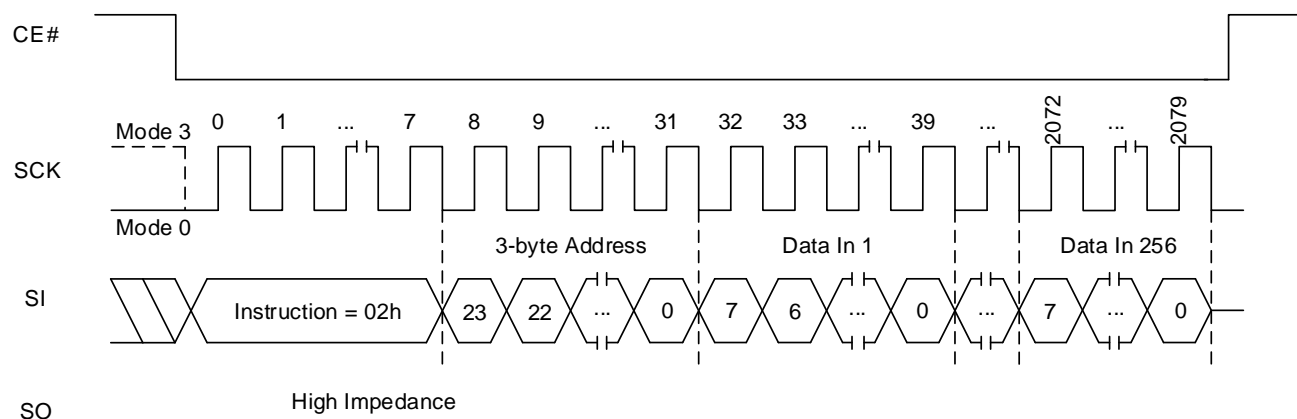 CE#
Mode 3
0 1 ... 7 8 9 ... 31 32 33 ... 39 ... 2072 ... 2079
SCK
Mode 0
3-byte Address Data In 1 Data In 256
SI
Instruction = 02h 23 22 ... 0 7 6 ... 0 ... 7 ... 0
High Impedance
SO